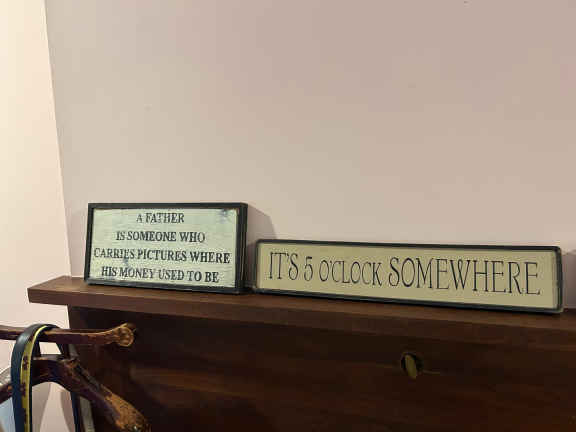 A FATHER
IS SOMEONE WHO
CARRIES PICTURES WHERE
HIS MONEY USED TO BE
IT'S 5 O'CLOCK SOMEWHERE